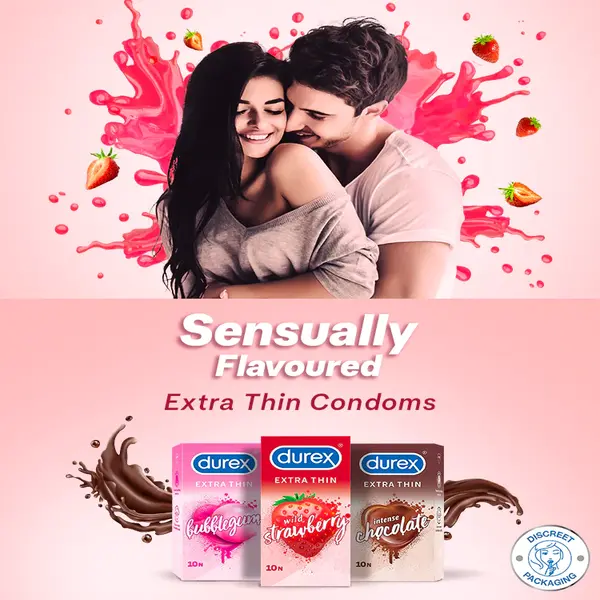 Sensually
Flavoured
Extra Thin Condoms
durex
EXTRA THIN
bubblegum
10N
durex
EXTRA THIN
wild
strawberry
10N
durex
EXTRA THIN
intense
chocolate
10N
DISCREET
PACKAGING